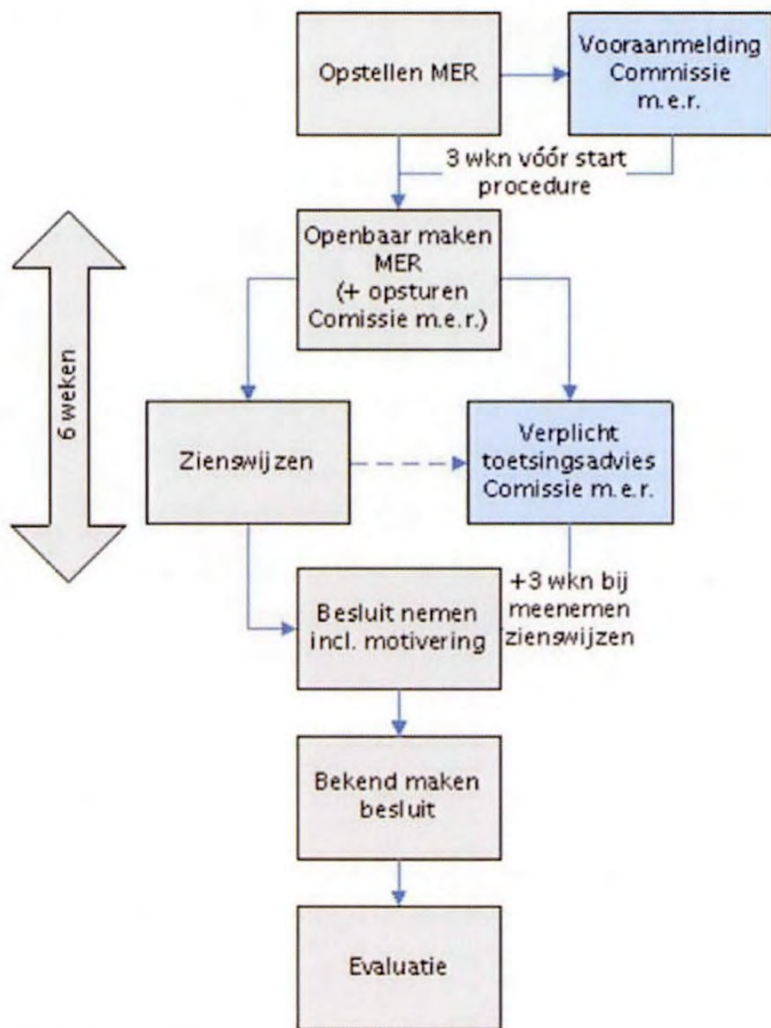 Opstellen MER
Vooraanmelding
Commissie
m.e.r.
3 wkn vóór start
procedure
Openbaar maken
MER
(+ opsturen
Comissie m.e.r.)
6 weken
Zienswijzen
Verplicht
toetsingsadvies
Comissie m.e.r.
+3 wkn bij
meenemen
zienswijzen
Besluit nemen
incl. motivering
Bekend maken
besluit
Evaluatie